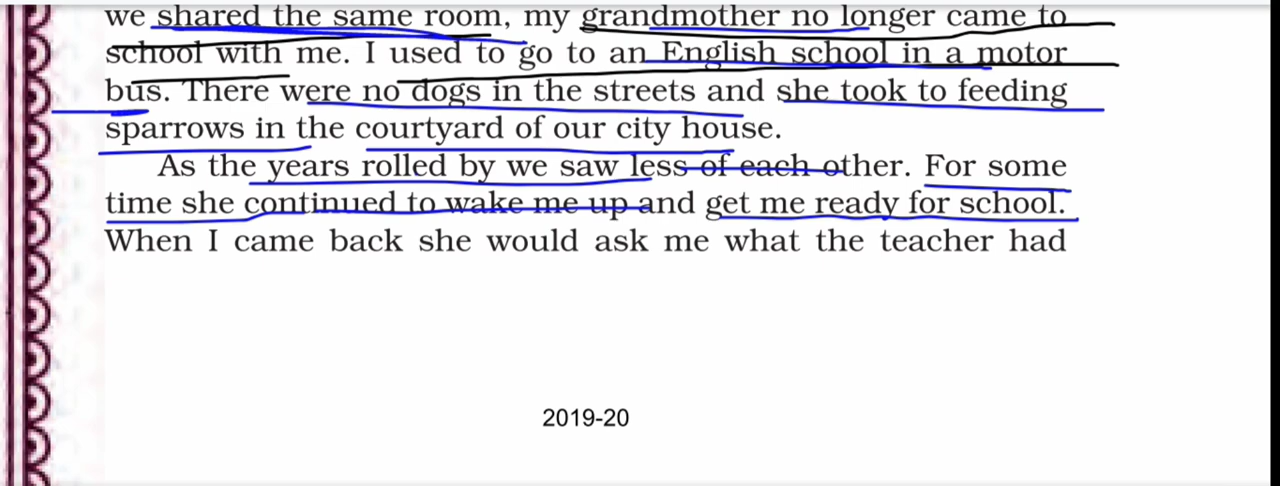 we shared the same room, my grandmother no longer came to
school with me. I used to go to an English school in a motor
bus. There were no dogs in the streets and she took to feeding
sparrows in the courtyard of our city house.
As the years rolled by we saw less of each other. For some
time she continued to wake me up and get me ready for school.
When I came back she would ask me what the teacher had
2019-20